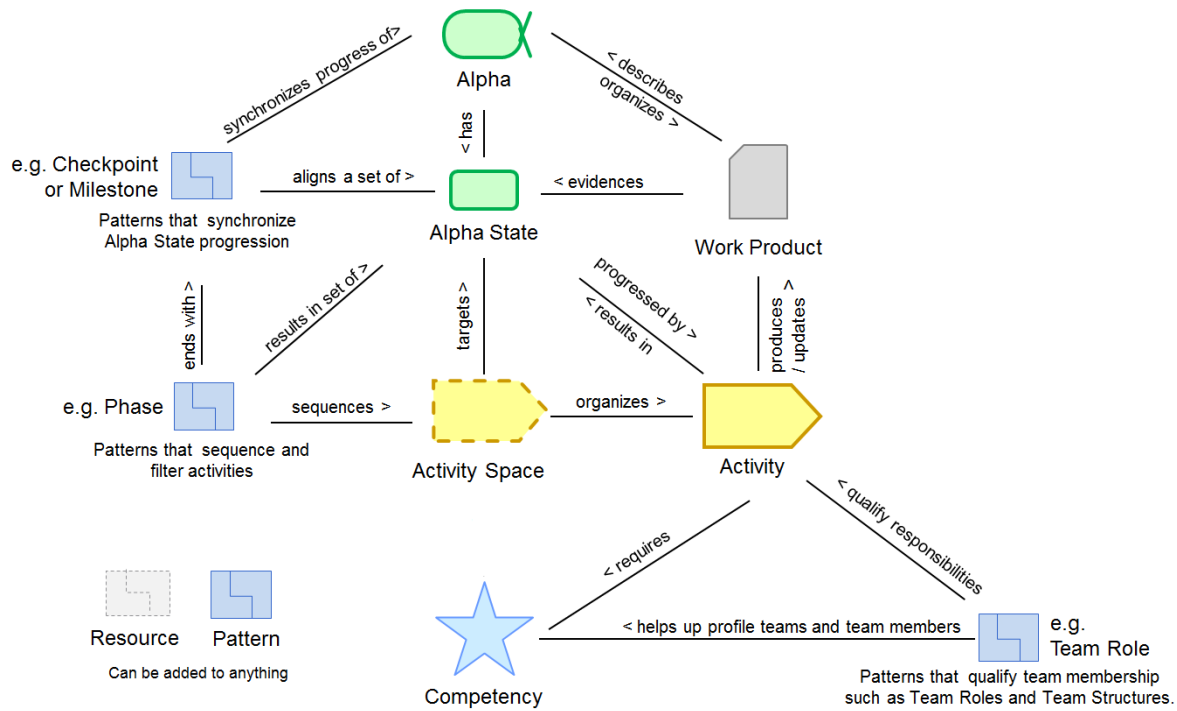 synchronizes progress of>
Alpha
< describes
organizes >
< has
e.g. Checkpoint
or Milestone
aligns a set of >
< evidences
Patterns that synchronize
Alpha State progression
Alpha State
Work Product
ends with >
results in set of >
targets >
progressed by >
< results in
produces >
/ updates
e.g. Phase
sequences >
organizes >
Patterns that sequence and
filter activities
Activity Space
Activity
< requires
< qualify responsibilities
Resource
Pattern
Can be added to anything
< helps up profile teams and team members
e.g.
Team Role
Competency
Patterns that qualify team membership
such as Team Roles and Team Structures.